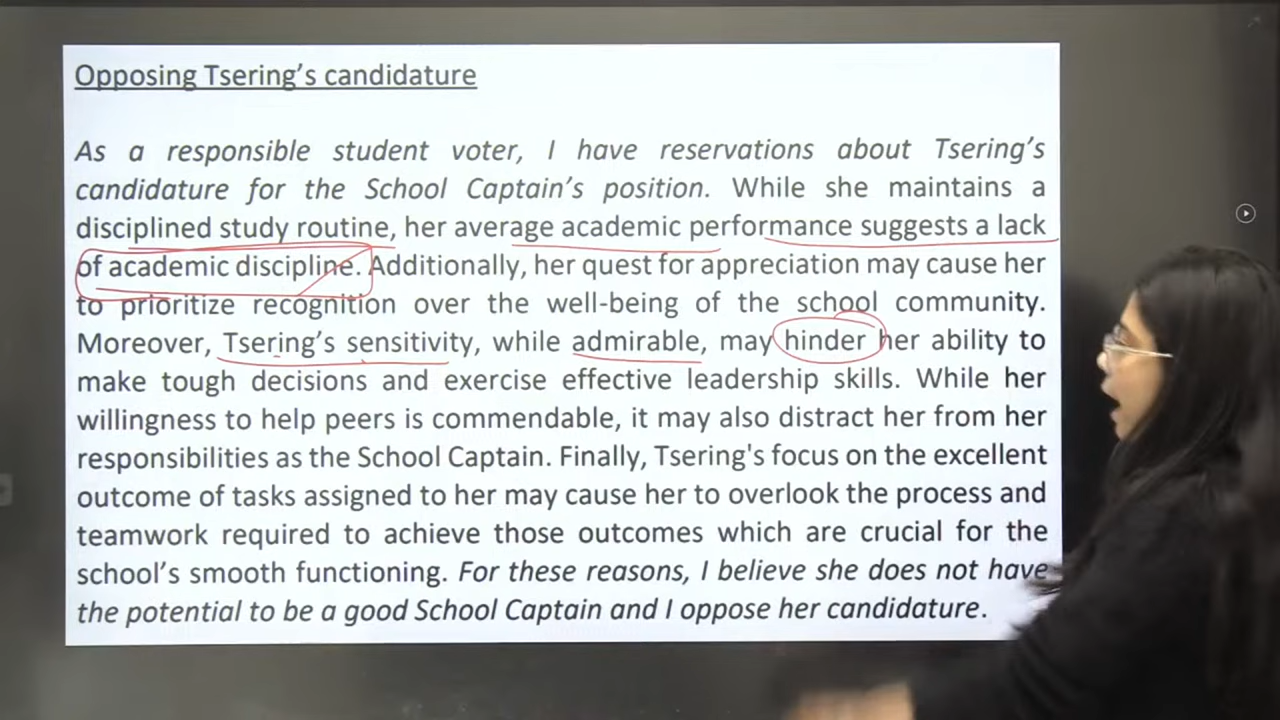 Opposing Tsering’s candidature
As a responsible student voter, I have reservations about Tsering’s
candidature for the School Captain’s position. While she maintains a
disciplined study routine, her average academic performance suggests a lack
of academic discipline. Additionally, her quest for appreciation may cause her
to prioritize recognition over the well-being of the school community.
Moreover, Tsering’s sensitivity, while admirable, may hinder her ability to
make tough decisions and exercise effective leadership skills. While her
willingness to help peers is commendable, it may also distract her from her
responsibilities as the School Captain. Finally, Tsering's focus on the excellent
outcome of tasks assigned to her may cause her to overlook the process and
teamwork required to achieve those outcomes which are crucial for the
school’s smooth functioning. For these reasons, I believe she does not have
the potential to be a good School Captain and I oppose her candidature.